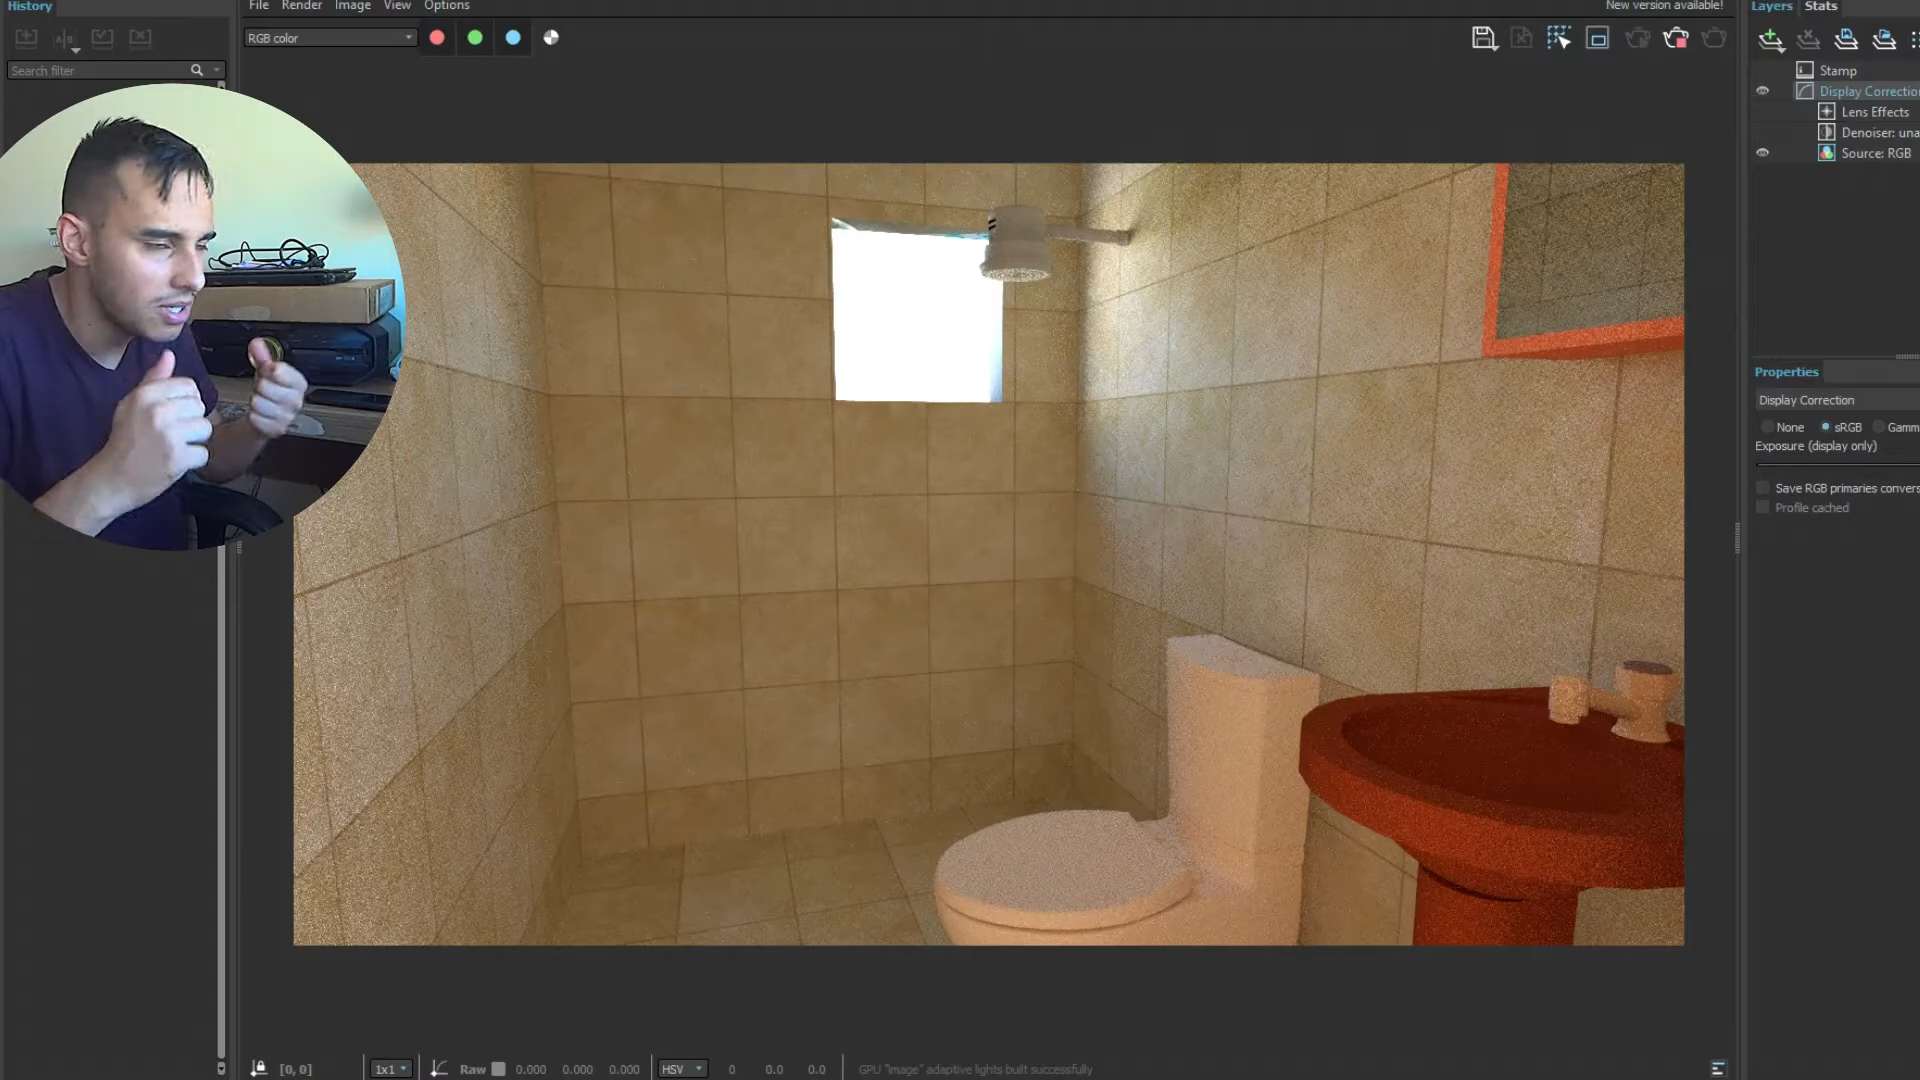 History
File Render Image View Options
New version available!
Layers Stats
RGB color
Search filter
Stamp
Display Correction
Lens Effects
Denoiser: una
Source: RGB
Properties
Display Correction
None sRGB Gamm
Exposure (display only)
Save RGB primaries convers
Profile cached
[0, 0]
1x1
Raw 0.000 0.000 0.000
HSV 0 0.0 0.0
GPU "Image" adaptive lights built successfully